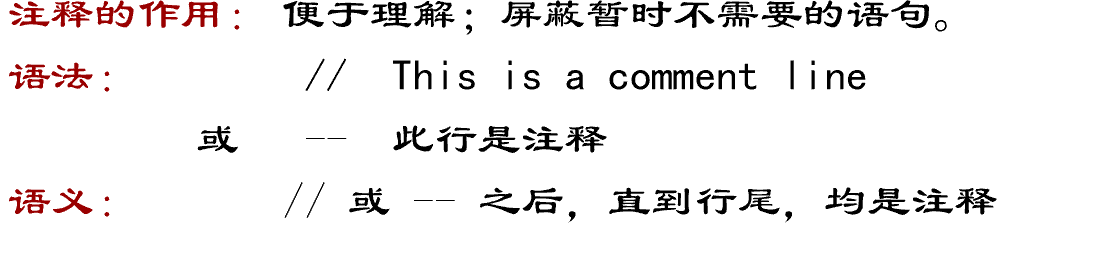 注释的作用: 便于理解; 屏蔽暂时不需要的语句。
语法: // This is a comment line
或 -- 此行是注释
语义: // 或 -- 之后, 直到行尾, 均是注释